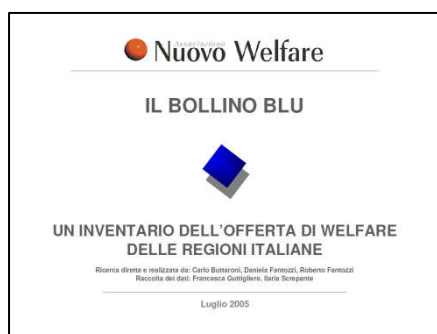 Associazione
Nuovo Welfare
IL BOLLINO BLU
UN INVENTARIO DELL'OFFERTA DI WELFARE
DELLE REGIONI ITALIANE
Ricerca diretta e realizzata da: Carlo Buttaroni, Daniela Fantozzi, Roberto Fantozzi
Raccolta dei dati: Francesca Guttigliere, Ilaria Screpante
Luglio 2005